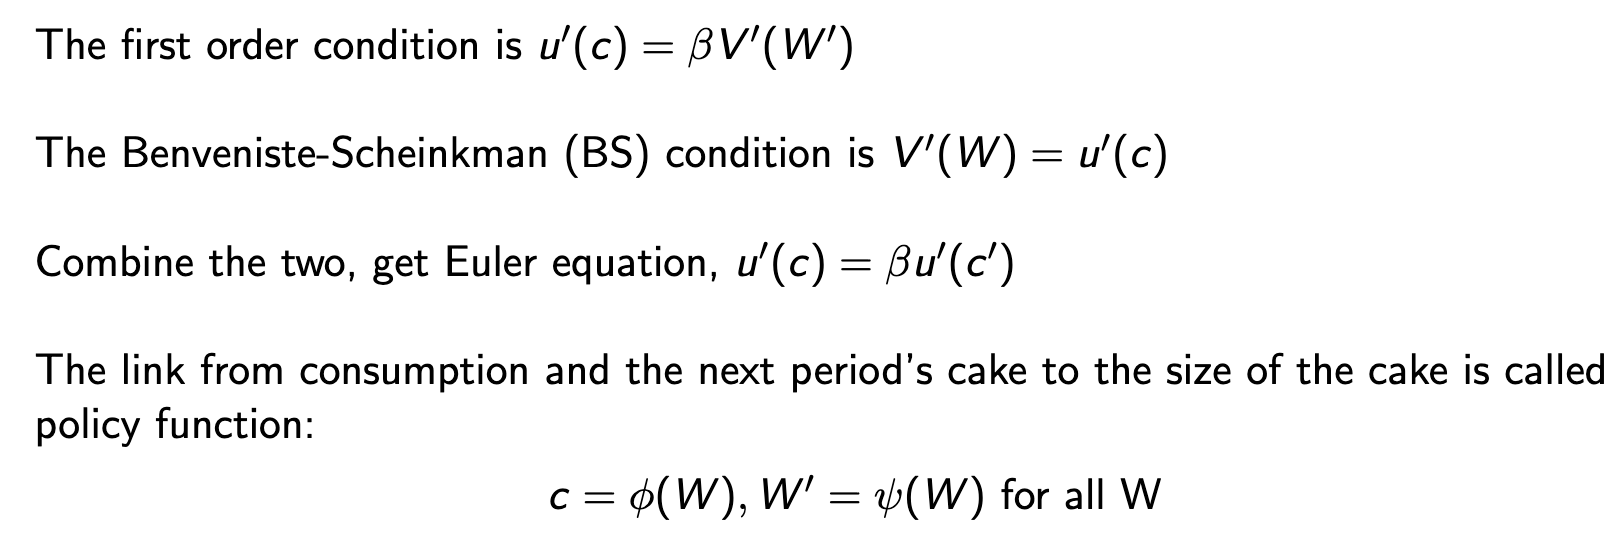 The first order condition is u′(c) = βV′(W′)
The Benveniste-Scheinkman (BS) condition is V′(W) = u′(c)
Combine the two, get Euler equation, u′(c) = βu′(c′)
The link from consumption and the next period's cake to the size of the cake is called
policy function:
c = ϕ(W), W′ = ψ(W) for all W